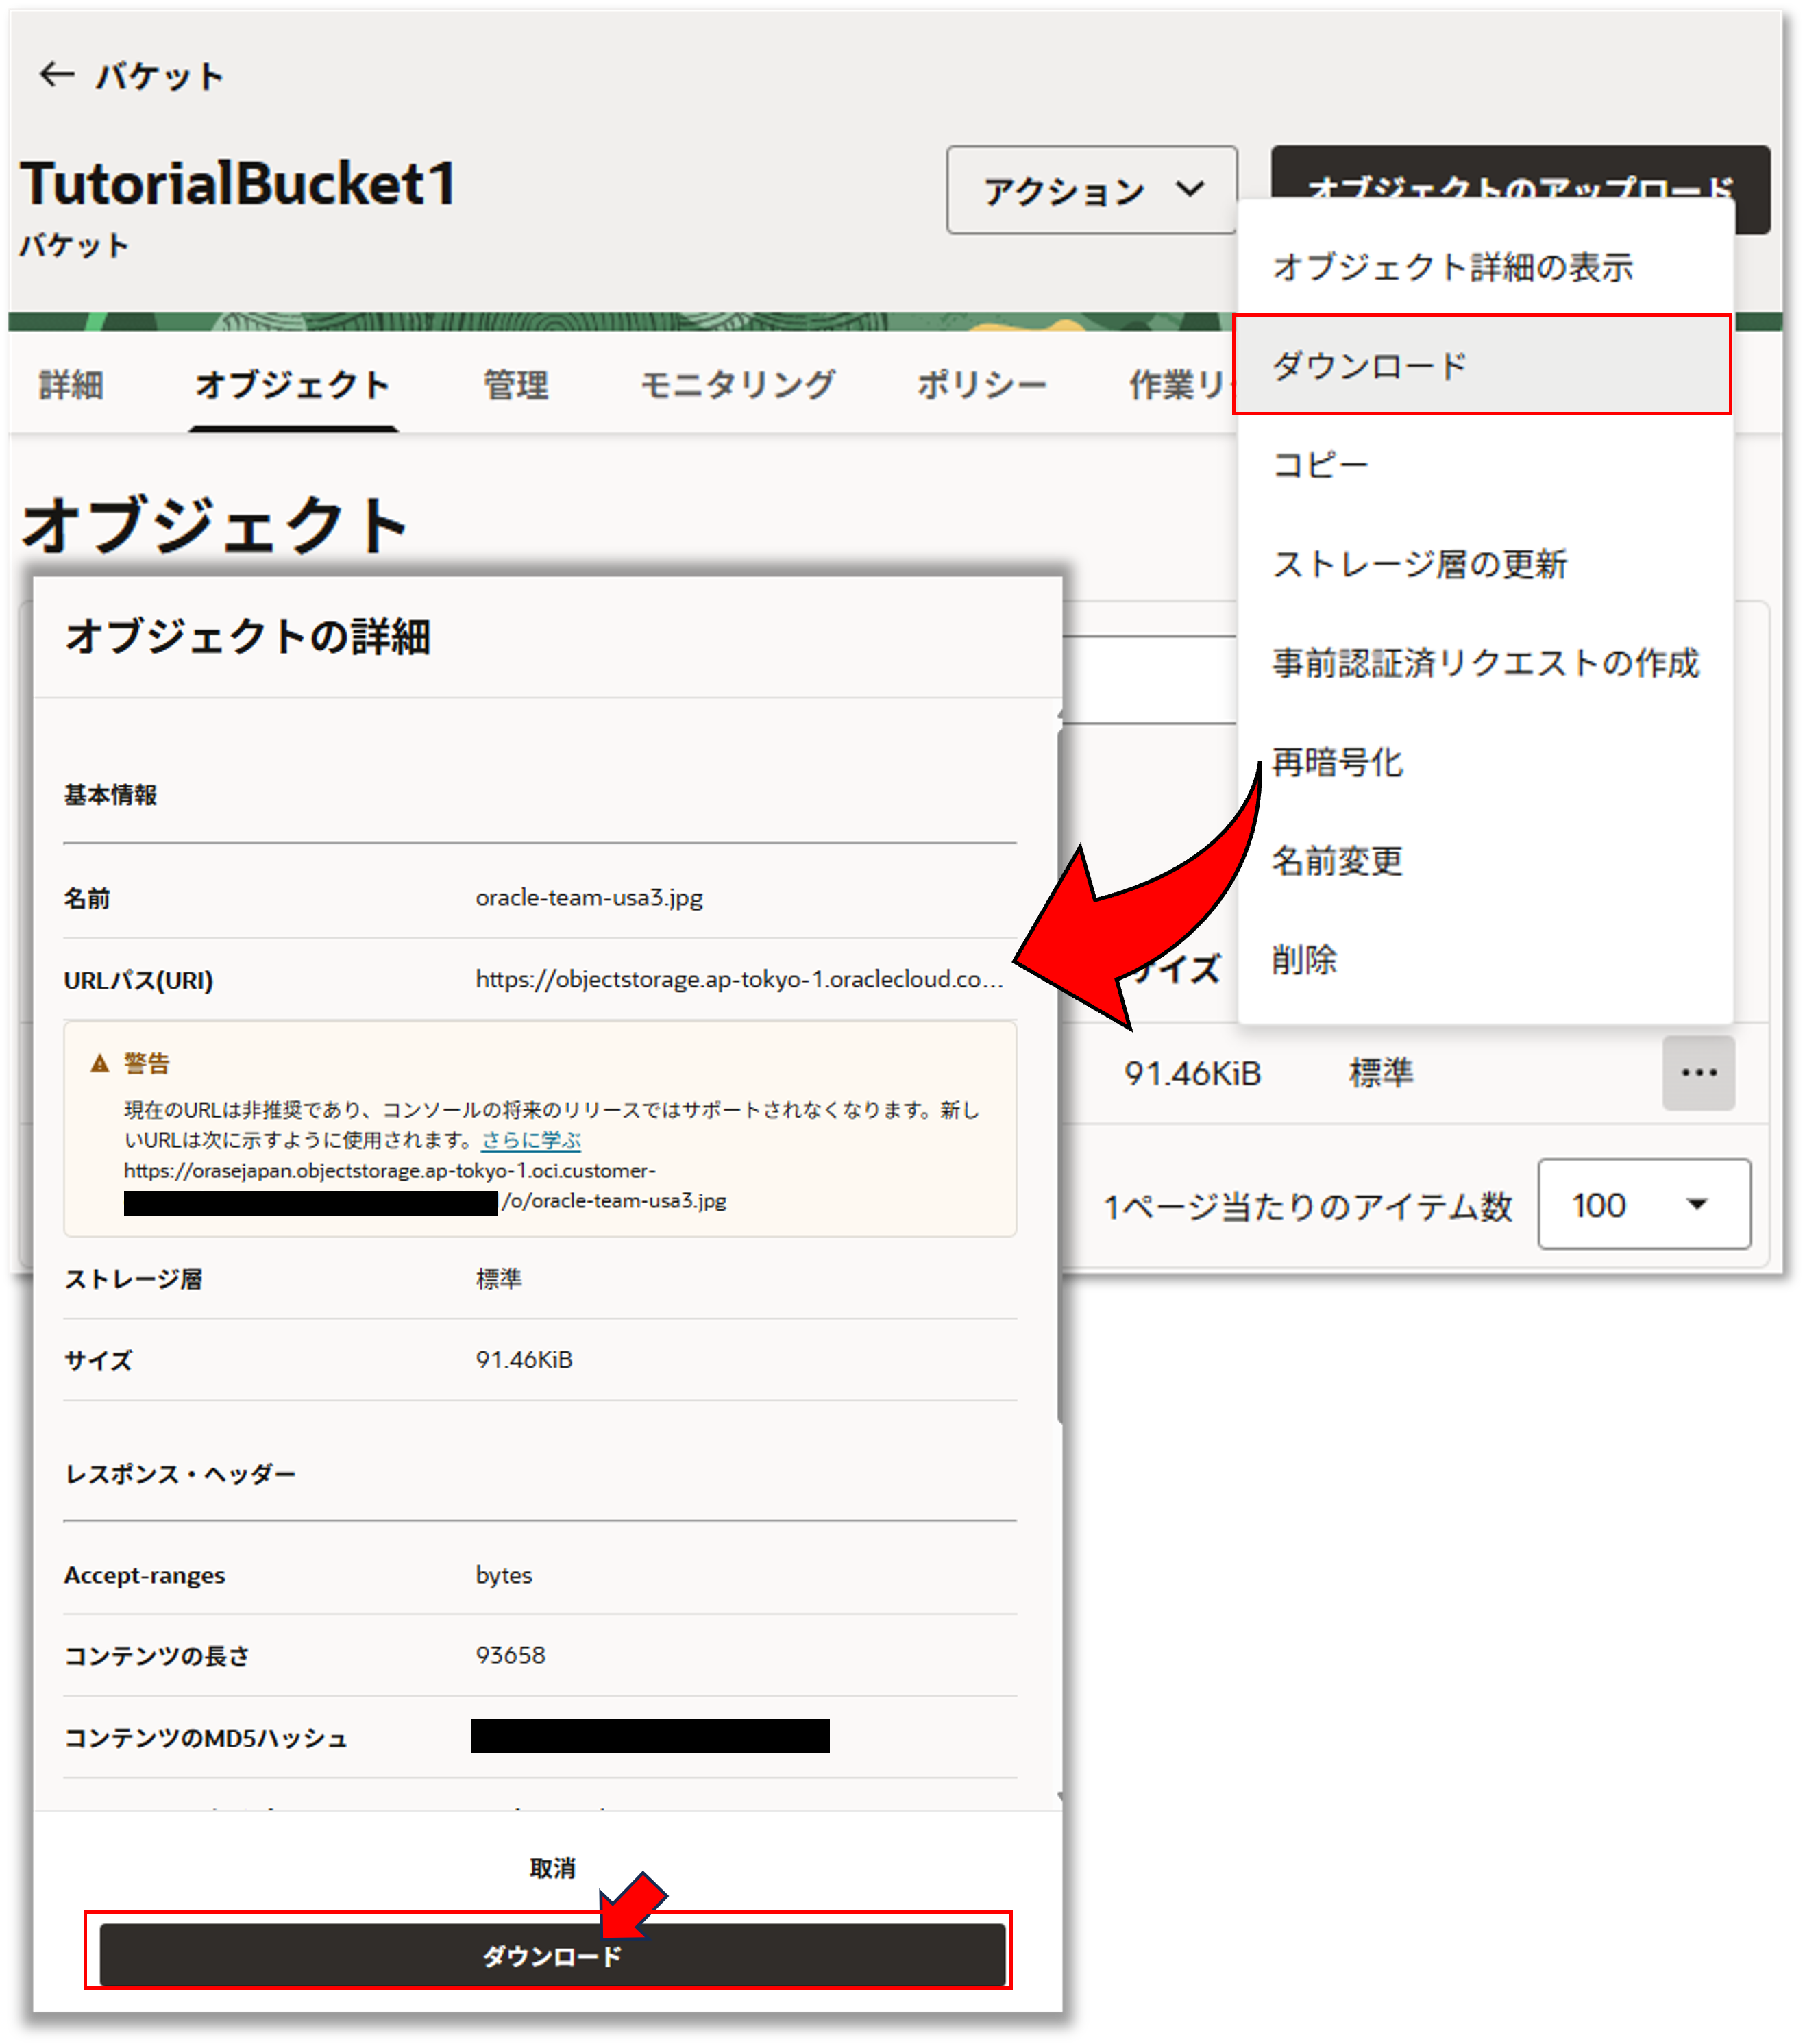 ← バケット
TutorialBucket1
バケット
アクション
オブジェクトのアップロード
オブジェクト詳細の表示
ダウンロード
コピー
ストレージ層の更新
事前認証済リクエストの作成
再暗号化
名前変更
削除
詳細 オブジェクト 管理 モニタリング ポリシー 作業リ
オブジェクト
サイズ
91.46KiB 標準 ...
1ページ当たりのアイテム数 100
オブジェクトの詳細
基本情報
名前 oracle-team-usa3.jpg
URLパス(URI) https://objectstorage.ap-tokyo-1.oraclecloud.co...
警告
現在のURLは非推奨であり、コンソールの将来のリリースではサポートされなくなります。新し
いURLは次に示すように使用されます。さらに学ぶ
https://orasejapan.objectstorage.ap-tokyo-1.oci.customer-
/o/oracle-team-usa3.jpg
ストレージ層 標準
サイズ 91.46KiB
レスポンス・ヘッダー
Accept-ranges bytes
コンテンツの長さ 93658
コンテンツのMD5ハッシュ
取消
ダウンロード